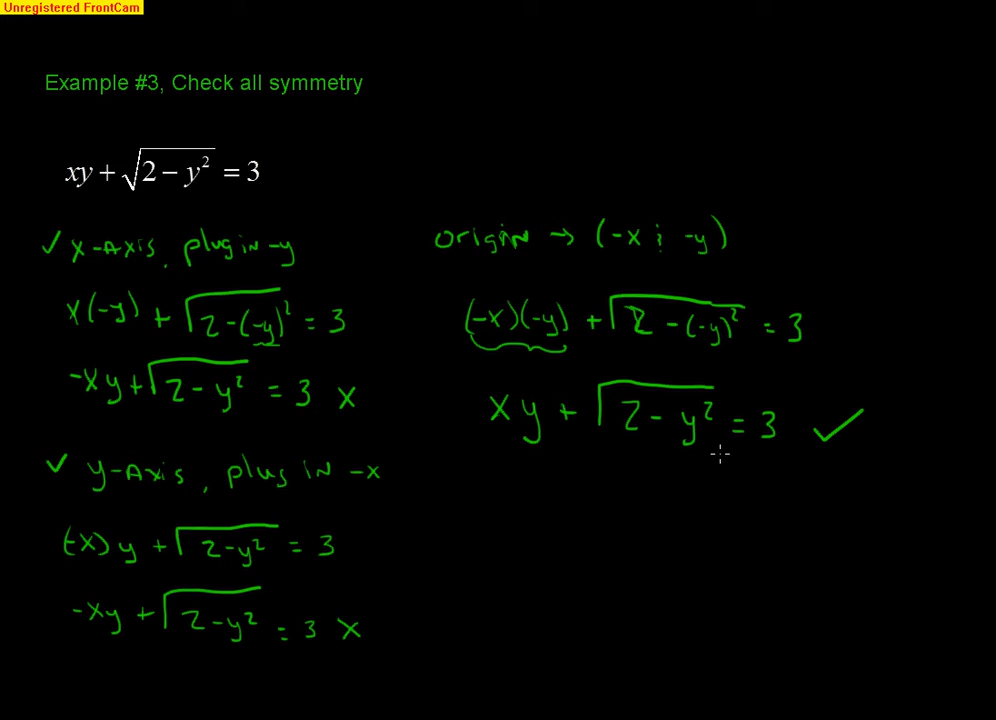 Unregistered FrontCam
Example #3, Check all symmetry
xy + √(2 − y²) = 3
✓ x-Axis, plug in -y
x(-y) + √(2-(-y)²) = 3
-xy + √(2-y²) = 3 x
✓ y-Axis, plug in -x
(-x)y + √(2-y²) = 3
-xy + √(2-y²) = 3 x
origin → (-x ; -y)
(-x)(-y) + √(2-(-y)²) = 3
xy + √(2-y²) = 3 ✓